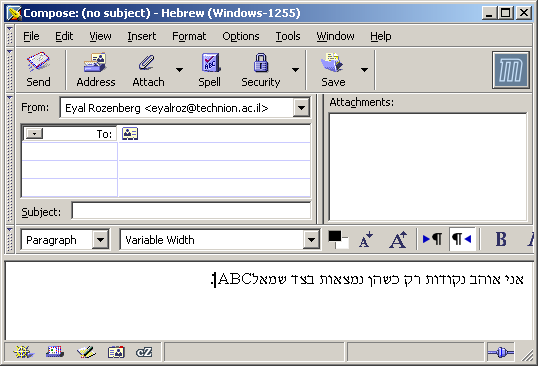 Compose: (no subject) - Hebrew (Windows-1255)
File Edit View Insert Format Options Tools Window Help
Send Address Attach Spell Security Save
From: Eyal Rozenberg <eyalroz@technion.ac.il>
Attachments:
To:
Subject:
Paragraph Variable Width A A ¶ ¶ B A
אני אוהב נקודות רק כשהן נמצאות בצד שמאלABC.
cZ